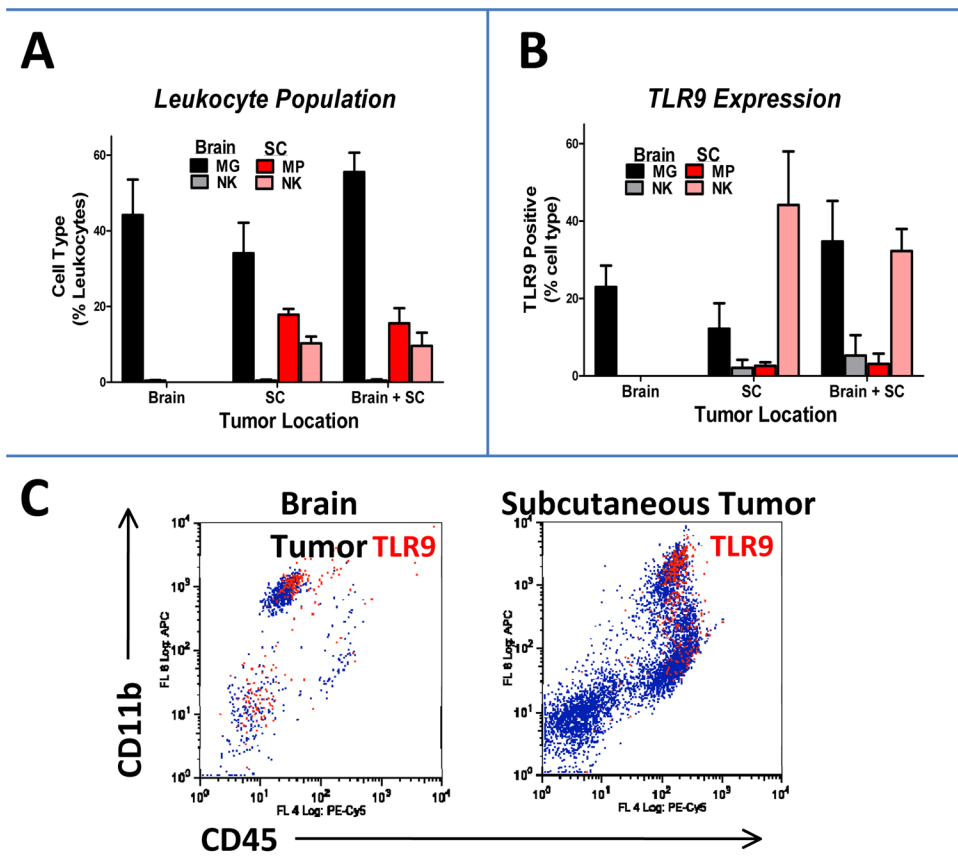 A
Leukocyte Population
Brain SC
MG MP
NK NK
Cell Type
(% Leukocytes)
60
40
20
0
Brain SC Brain + SC
Tumor Location
B
TLR9 Expression
Brain SC
MG MP
NK NK
TLR9 Positive
(% cell type)
60
40
20
0
Brain SC Brain + SC
Tumor Location
C
Brain
Tumor TLR9
CD11b
FL 8 Log: APC
10⁴
10³
10²
10¹
10⁰
10⁰ 10¹ 10² 10³ 10⁴
FL 4 Log: PE-Cy5
Subcutaneous Tumor
TLR9
FL 8 Log: APC
10⁴
10³
10²
10¹
10⁰
10⁰ 10¹ 10² 10³ 10⁴
FL 4 Log: PE-Cy5
CD45